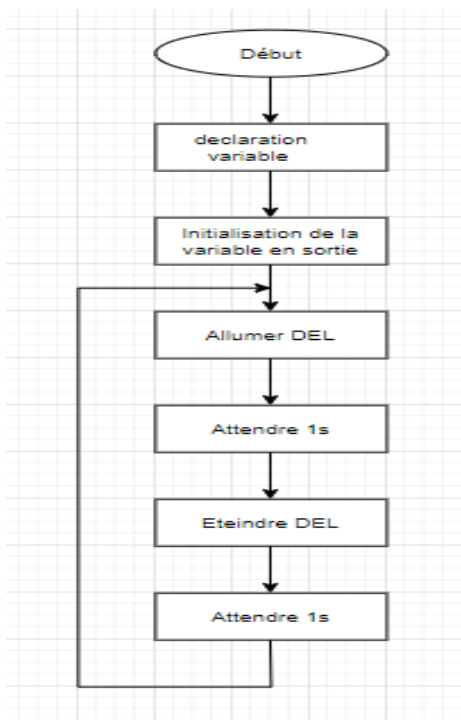 Début
declaration
variable
Initialisation de la
variable en sortie
Allumer DEL
Attendre 1s
Eteindre DEL
Attendre 1s